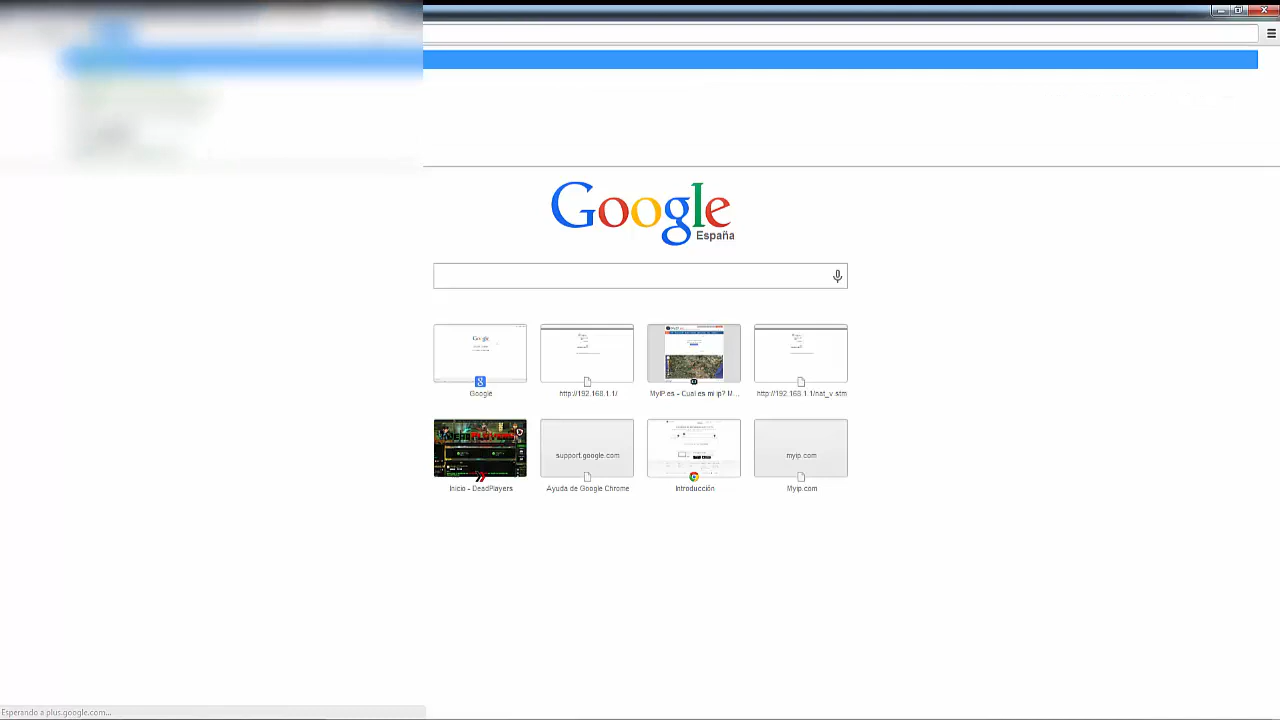 Google
España
Google
http://192.168.1.1/
MyIP.es - Cual es mi ip? M...
http://192.168.1.1/nat_v.stm
support.google.com
myip.com
Inicio - DeadPlayers
Ayuda de Google Chrome
Introducción
Myip.com
Esperando a plus.google.com...